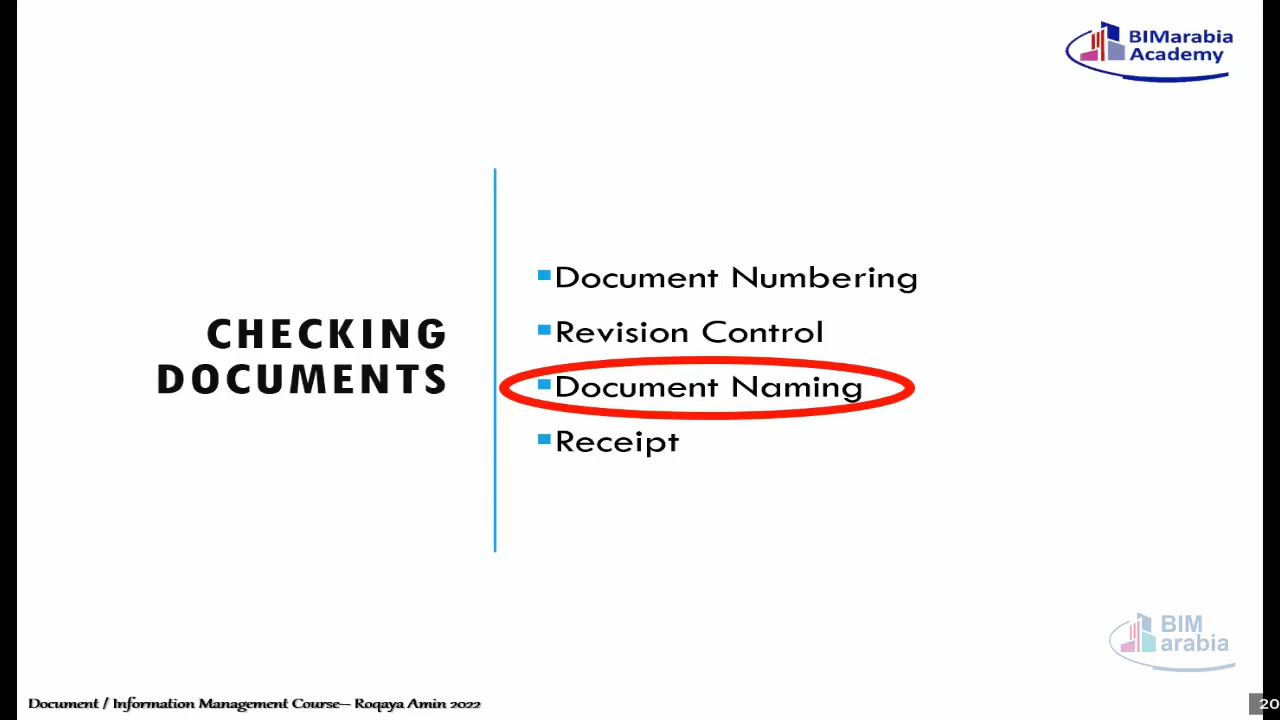 BIMarabia
Academy
CHECKING
DOCUMENTS
Document Numbering
Revision Control
Document Naming
Receipt
BIM
arabia
Document / Information Management Course-- Roqaya Amin 2022
20